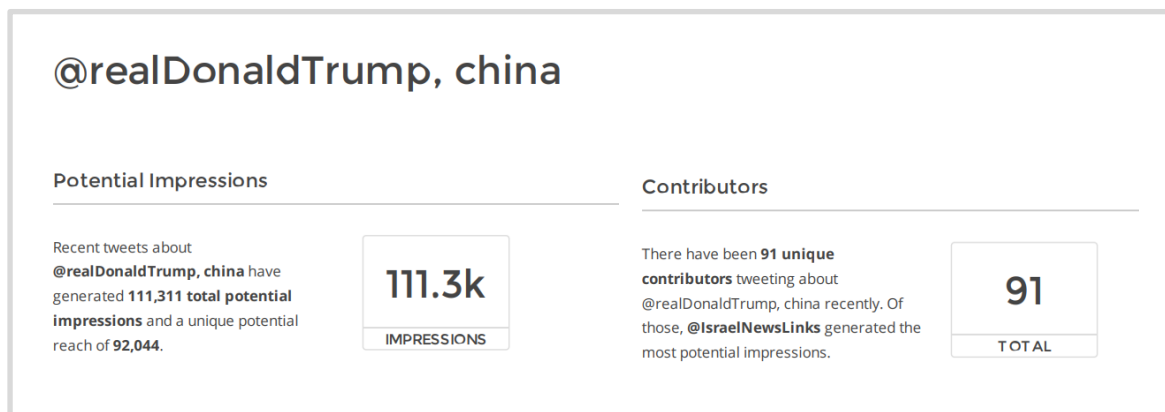 @realDonaldTrump, china
Potential Impressions
Recent tweets about
@realDonaldTrump, china have
generated 111,311 total potential
impressions and a unique potential
reach of 92,044.
111.3k
IMPRESSIONS
Contributors
There have been 91 unique
contributors tweeting about
@realDonaldTrump, china recently. Of
those, @IsraelNewsLinks generated the
most potential impressions.
91
TOTAL